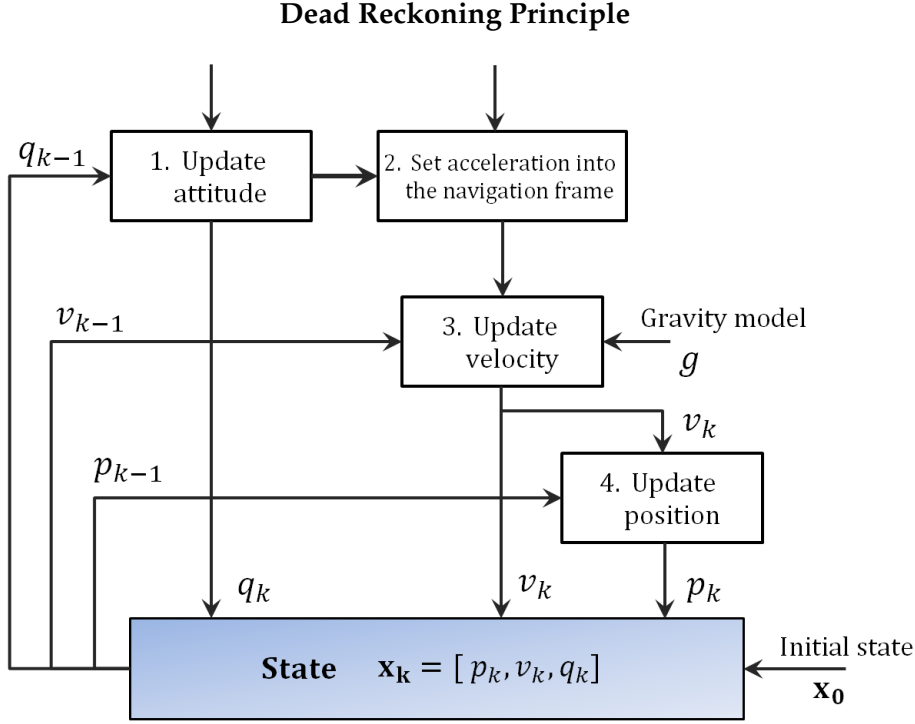 Dead Reckoning Principle
q_{k−1}
1. Update
attitude
2. Set acceleration into
the navigation frame
v_{k−1}
3. Update
velocity
Gravity model
g
v_k
p_{k−1}
4. Update
position
q_k
v_k
p_k
State x_k = [ p_k, v_k, q_k]
Initial state
x_0